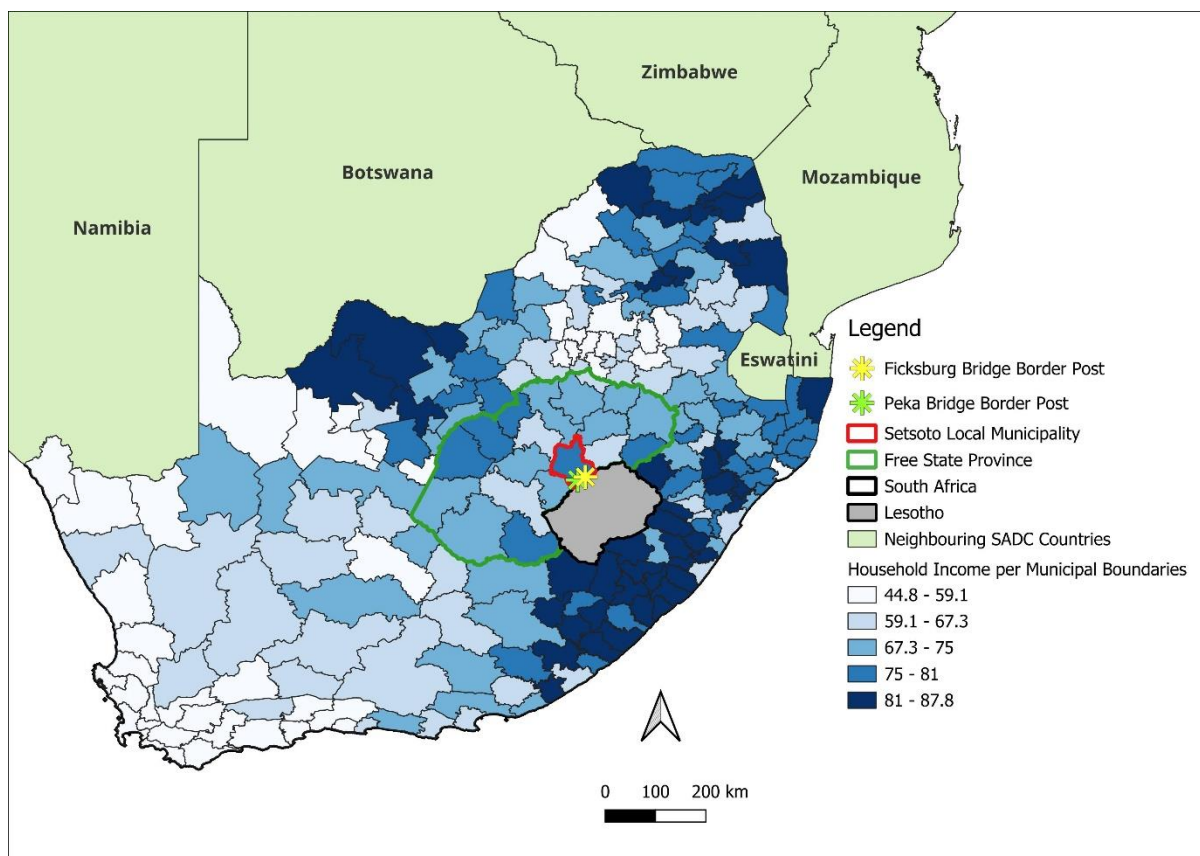 Zimbabwe
Botswana
Mozambique
Namibia
Eswatini
Legend
Ficksburg Bridge Border Post
Peka Bridge Border Post
Setsoto Local Municipality
Free State Province
South Africa
Lesotho
Neighbouring SADC Countries
Household Income per Municipal Boundaries
44.8 - 59.1
59.1 - 67.3
67.3 - 75
75 - 81
81 - 87.8
0 100 200 km